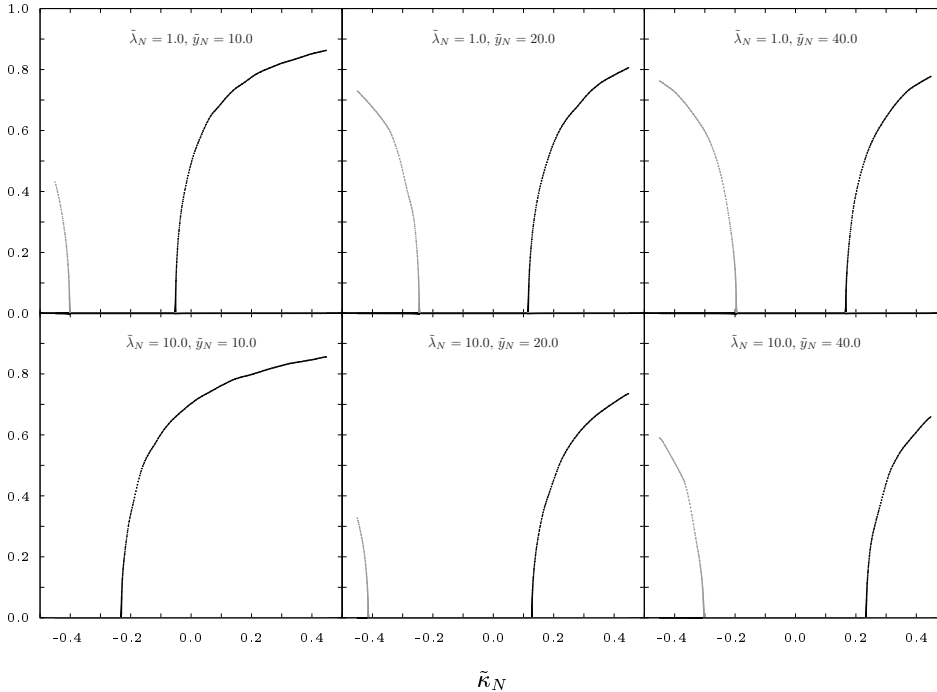 1.0
λ̃_N = 1.0, ỹ_N = 10.0
λ̃_N = 1.0, ỹ_N = 20.0
λ̃_N = 1.0, ỹ_N = 40.0
0.8
0.6
0.4
0.2
0.0
λ̃_N = 10.0, ỹ_N = 10.0
λ̃_N = 10.0, ỹ_N = 20.0
λ̃_N = 10.0, ỹ_N = 40.0
0.8
0.6
0.4
0.2
0.0
-0.4 -0.2 0.0 0.2 0.4 -0.4 -0.2 0.0 0.2 0.4 -0.4 -0.2 0.0 0.2 0.4
κ̃_N